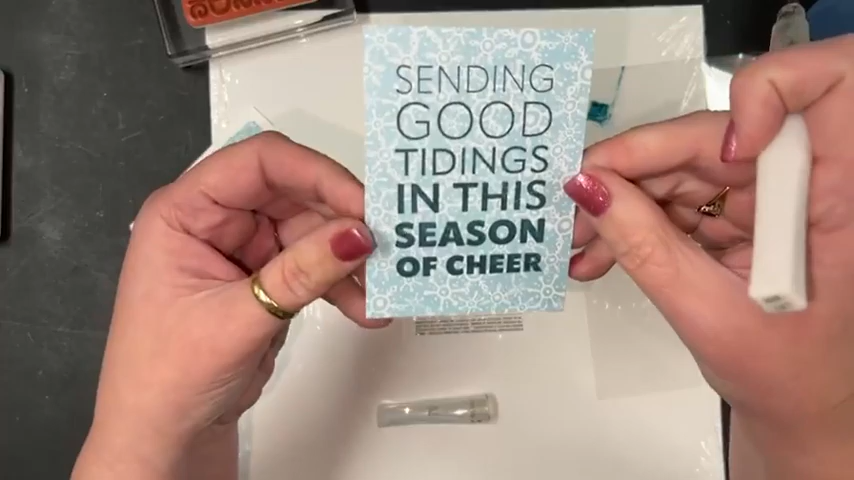 SENDING
GOOD
TIDINGS
IN THIS
SEASON
OF CHEER